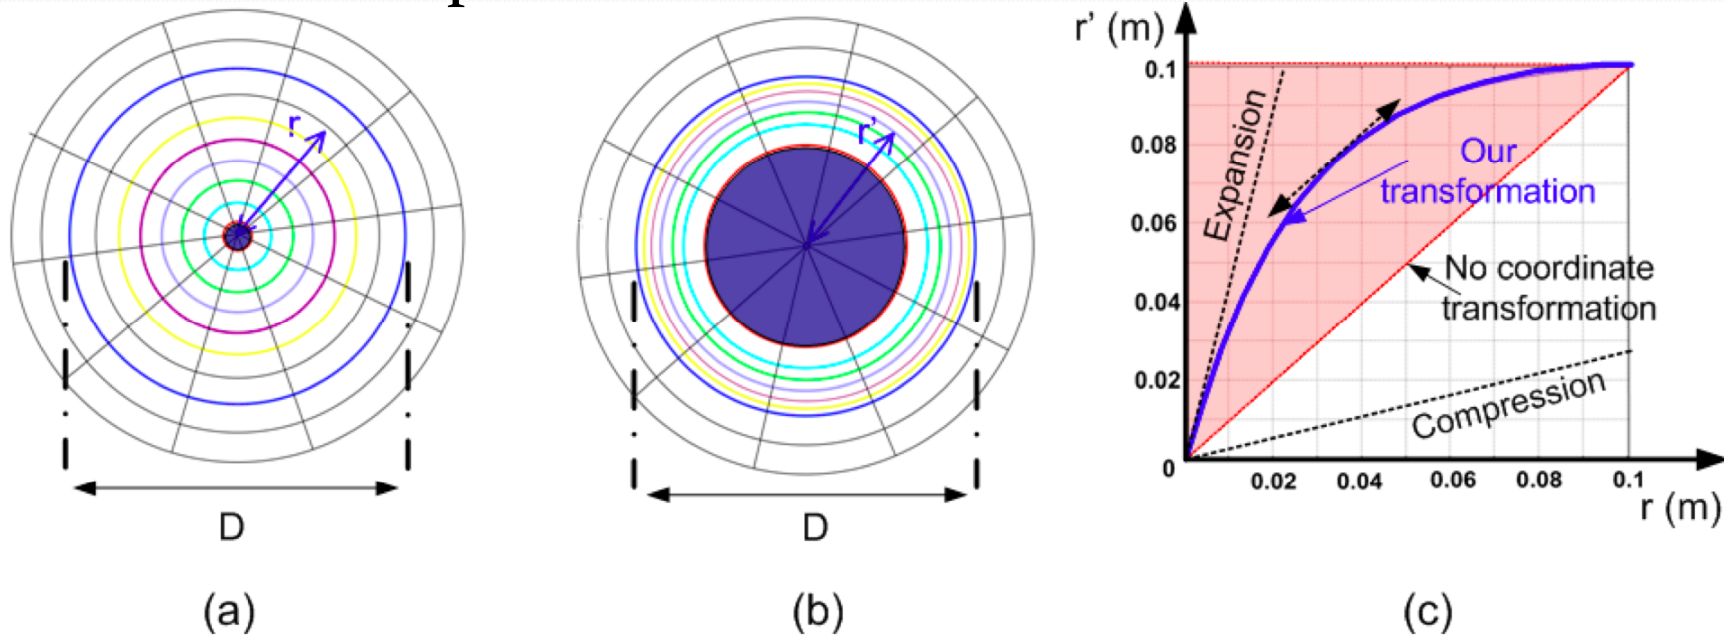 r
D
(a)
r'
D
(b)
r' (m)
0.1
0.08
0.06
0.04
0.02
0
Expansion
Our
transformation
No coordinate
transformation
Compression
0.02
0.04
0.06
0.08
0.1
r (m)
(c)